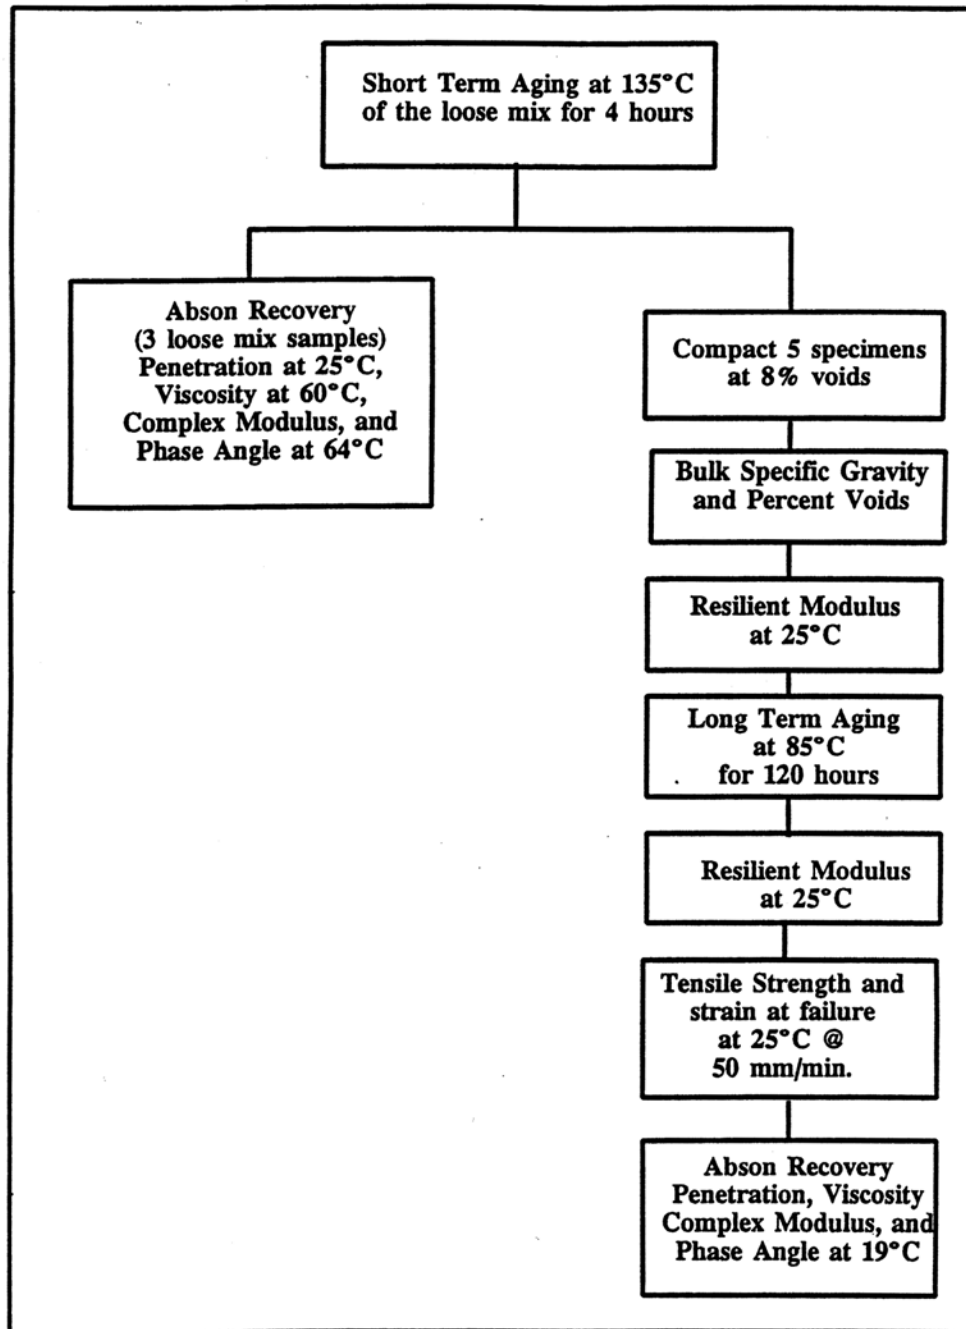 Short Term Aging at 135°C
of the loose mix for 4 hours
Abson Recovery
(3 loose mix samples)
Penetration at 25°C,
Viscosity at 60°C,
Complex Modulus, and
Phase Angle at 64°C
Compact 5 specimens
at 8% voids
Bulk Specific Gravity
and Percent Voids
Resilient Modulus
at 25°C
Long Term Aging
at 85°C
for 120 hours
Resilient Modulus
at 25°C
Tensile Strength and
strain at failure
at 25°C @
50 mm/min.
Abson Recovery
Penetration, Viscosity
Complex Modulus, and
Phase Angle at 19°C